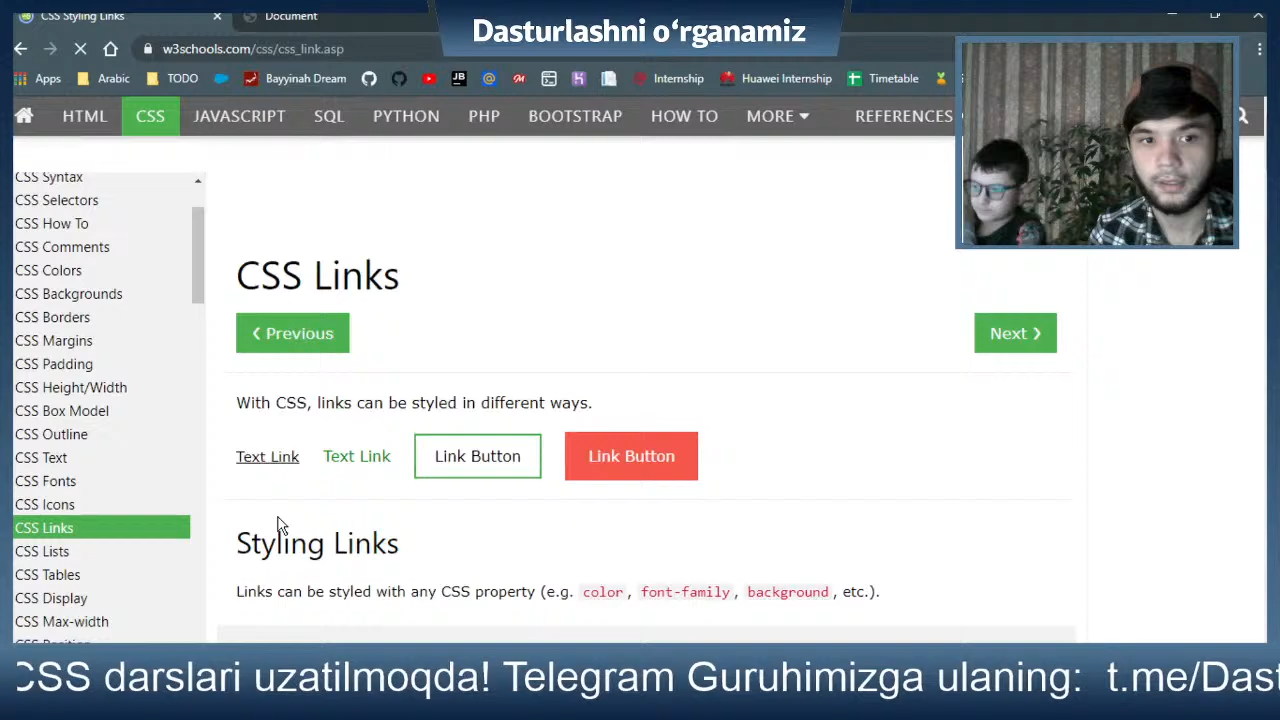 CSS Styling Links
Document
Dasturlashni o‘rganamiz
w3schools.com/css/css_link.asp
Apps
Arabic
TODO
Bayyinah Dream
JB
Internship
Huawei Internship
Timetable
HTML
CSS
JAVASCRIPT
SQL
PYTHON
PHP
BOOTSTRAP
HOW TO
MORE
REFERENCES
CSS Syntax
CSS Selectors
CSS How To
CSS Comments
CSS Colors
CSS Backgrounds
CSS Borders
CSS Margins
CSS Padding
CSS Height/Width
CSS Box Model
CSS Outline
CSS Text
CSS Fonts
CSS Icons
CSS Links
CSS Lists
CSS Tables
CSS Display
CSS Max-width
CSS Links
❮ Previous
Next ❯
With CSS, links can be styled in different ways.
Text Link Text Link Link Button Link Button
Styling Links
Links can be styled with any CSS property (e.g. color, font-family, background, etc.).
CSS darslari uzatilmoqda! Telegram Guruhimizga ulaning: t.me/Dast